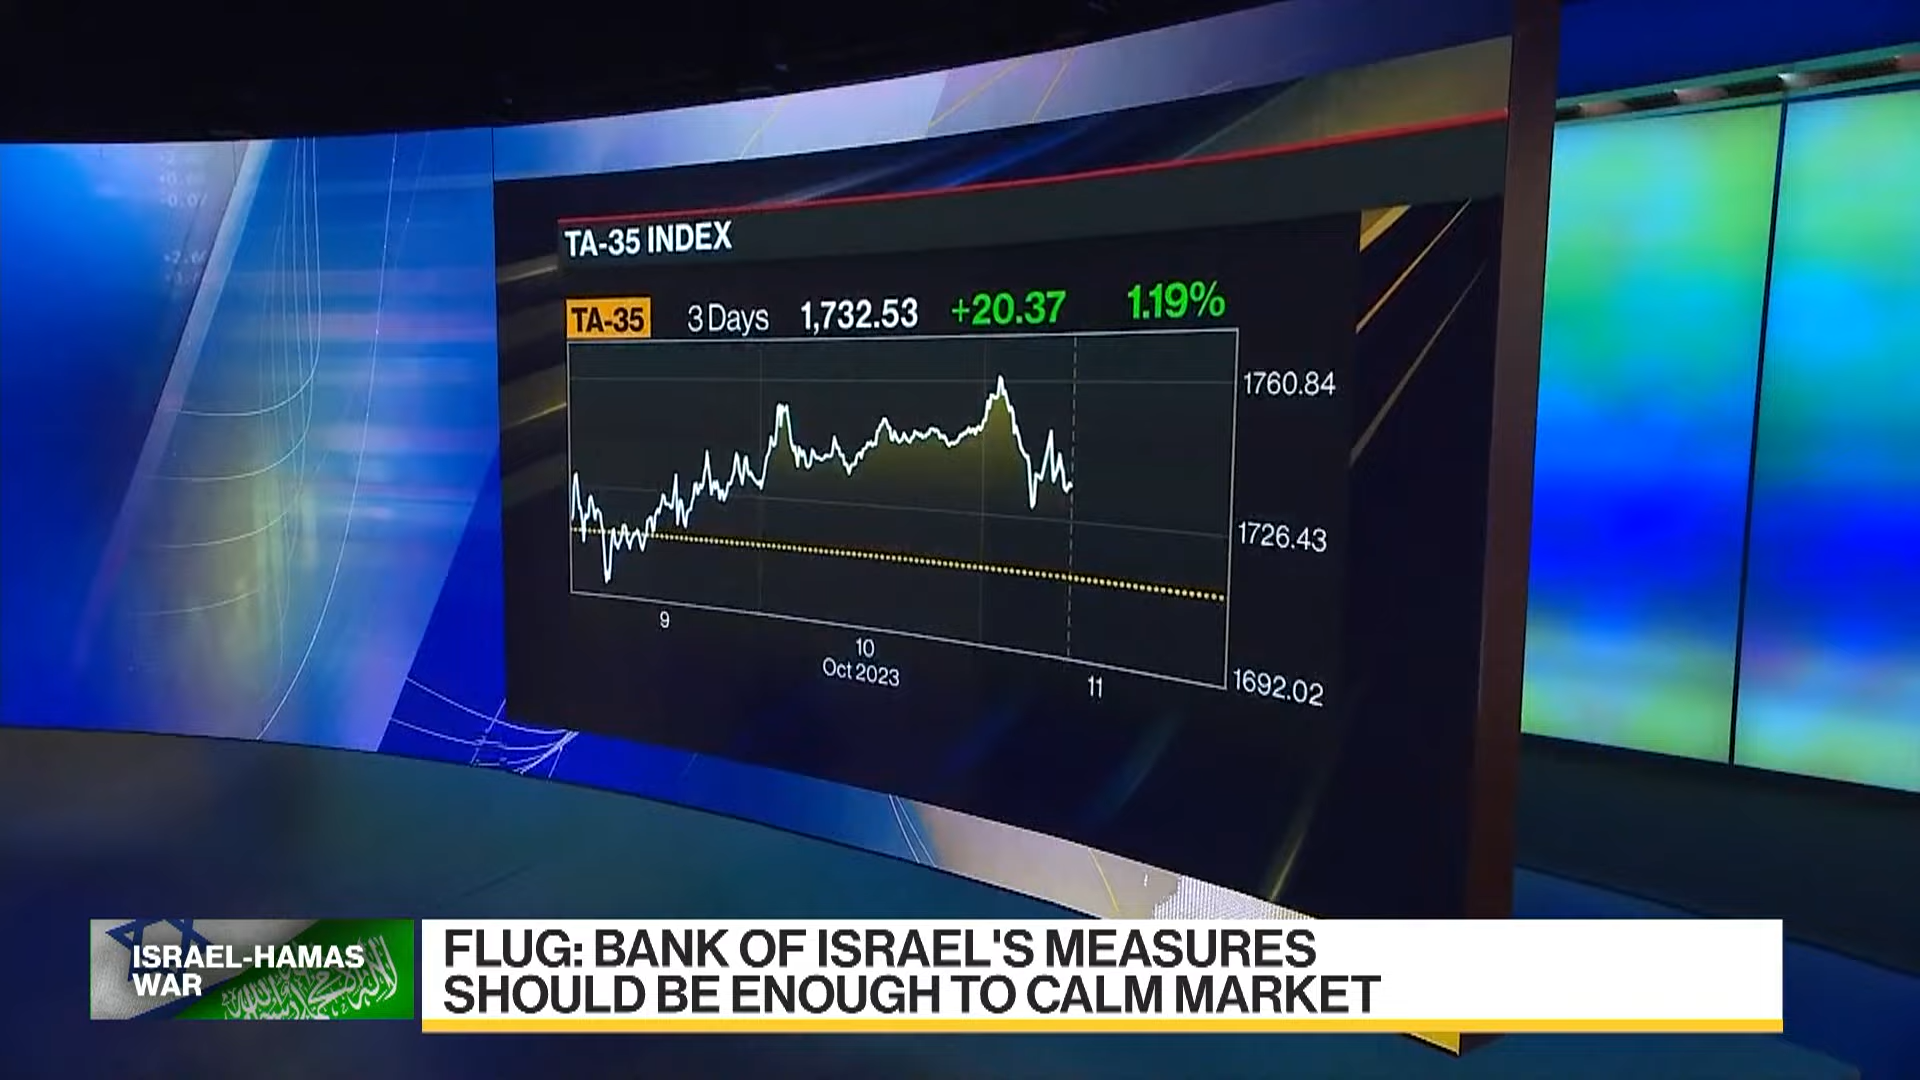 TA-35 INDEX
TA-35 3 Days 1,732.53 +20.37 1.19%
1760.84
1726.43
1692.02
9
10
11
Oct 2023
ISRAEL-HAMAS
WAR
FLUG: BANK OF ISRAEL'S MEASURES
SHOULD BE ENOUGH TO CALM MARKET